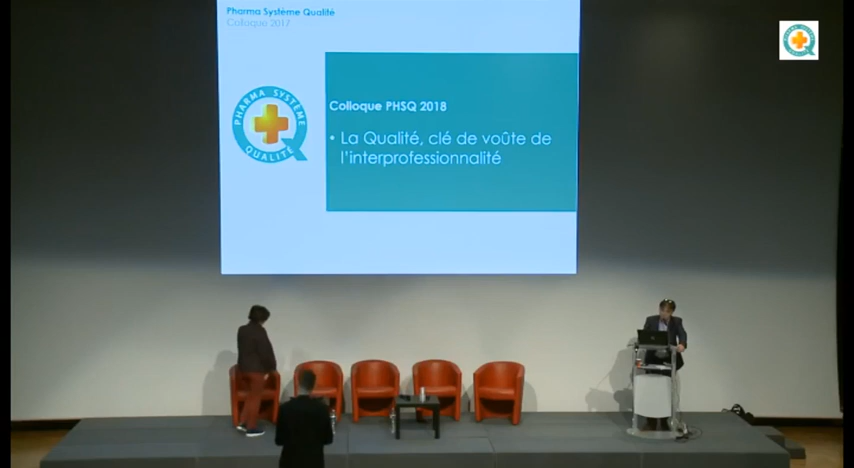 Pharma Système Qualité
Colloque 2017
PHARMA SYSTÈME
QUALITÉ
Colloque PHSQ 2018
• La Qualité, clé de voûte de
l'interprofessionnalité